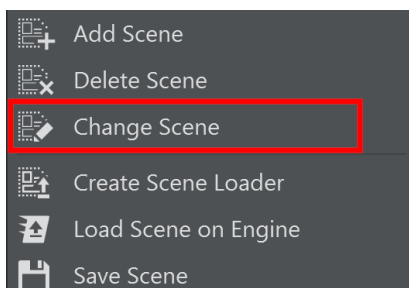 Add Scene
Delete Scene
Change Scene
Create Scene Loader
Load Scene on Engine
Save Scene